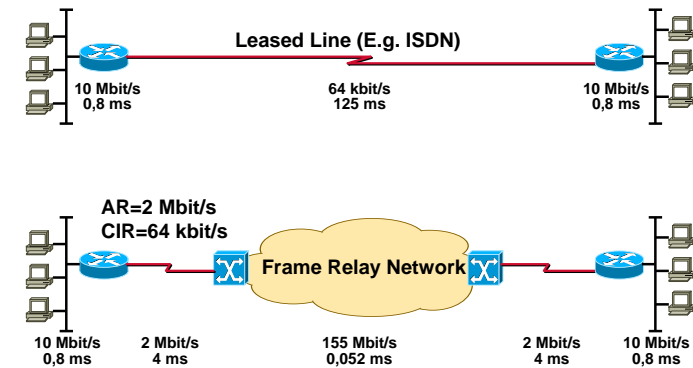 Leased Line (E.g. ISDN)
10 Mbit/s
0,8 ms
64 kbit/s
125 ms
10 Mbit/s
0,8 ms
AR=2 Mbit/s
CIR=64 kbit/s
Frame Relay Network
10 Mbit/s
0,8 ms
2 Mbit/s
4 ms
155 Mbit/s
0,052 ms
2 Mbit/s
4 ms
10 Mbit/s
0,8 ms